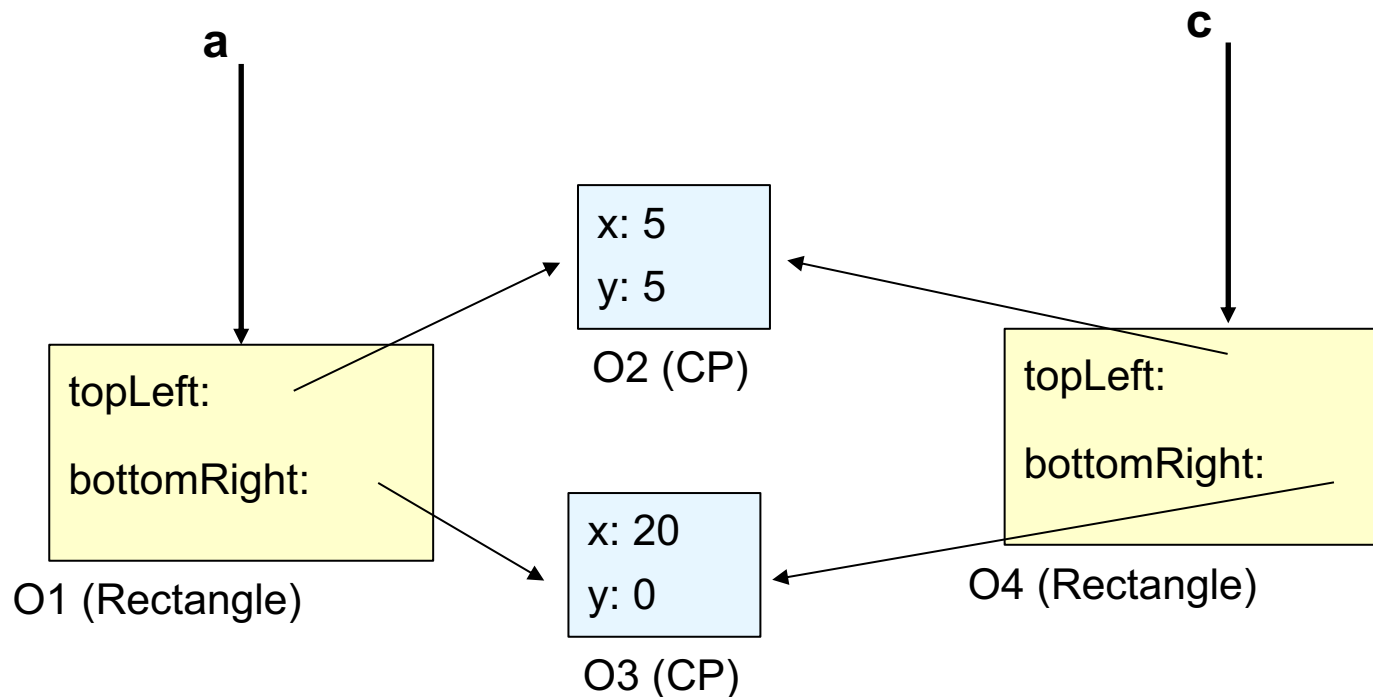 a
c
x: 5
y: 5
O2 (CP)
topLeft:
bottomRight:
O1 (Rectangle)
topLeft:
bottomRight:
O4 (Rectangle)
x: 20
y: 0
O3 (CP)